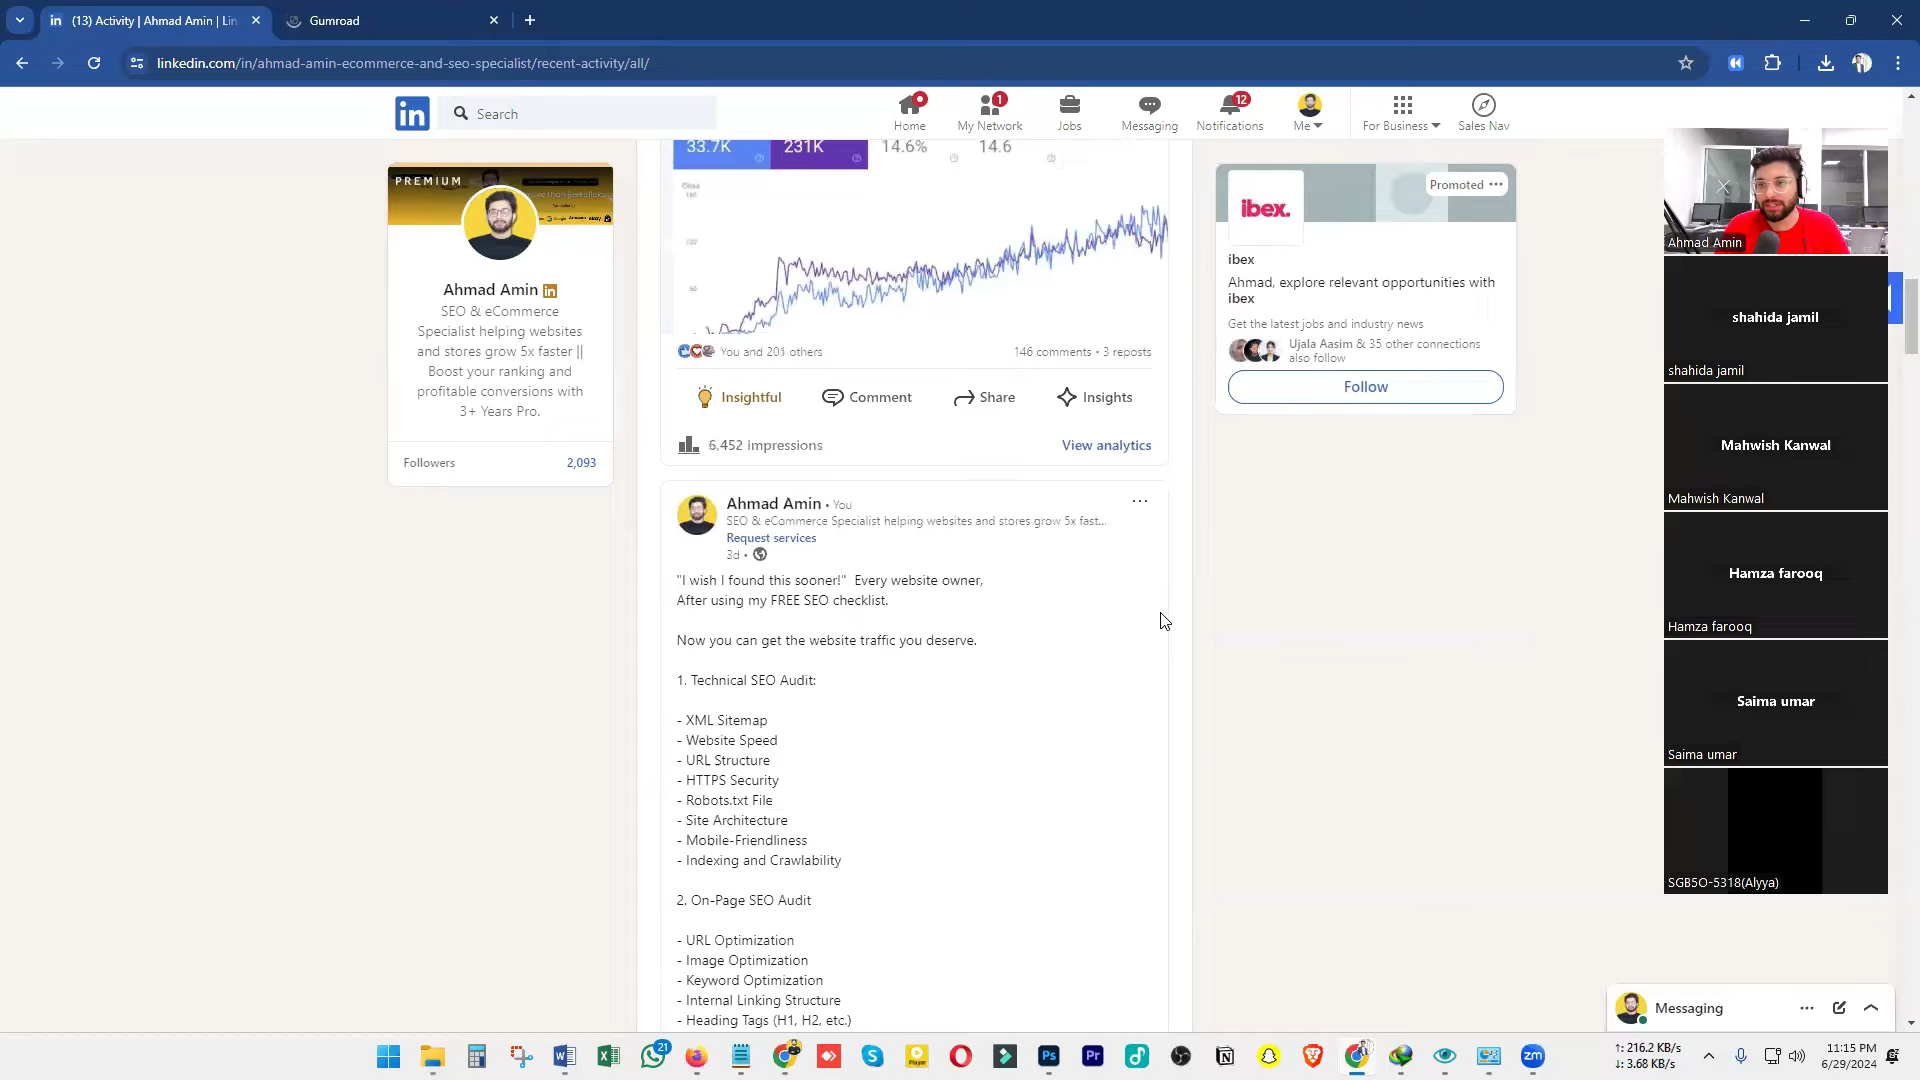 (13) Activity | Ahmad Amin | Lin
Gumroad
linkedin.com/in/ahmad-amin-ecommerce-and-seo-specialist/recent-activity/all/
in
Search
Home
1
My Network
Jobs
Messaging
12
Notifications
Me
For Business
Sales Nav
PREMIUM
Ahmad Amin
SEO & eCommerce
Specialist helping websites
and stores grow 5x faster ||
Boost your ranking and
profitable conversions with
3+ Years Pro.
Followers 2,093
33.7K 231K 14.6% 14.6
Clicks
You and 201 others
146 comments • 3 reposts
Insightful
Comment
Share
Insights
6,452 impressions
View analytics
Ahmad Amin • You
SEO & eCommerce Specialist helping websites and stores grow 5x fast...
Request services
3d •
"I wish I found this sooner!" Every website owner,
After using my FREE SEO checklist.
Now you can get the website traffic you deserve.
1. Technical SEO Audit:
- XML Sitemap
- Website Speed
- URL Structure
- HTTPS Security
- Robots.txt File
- Site Architecture
- Mobile-Friendliness
- Indexing and Crawlability
2. On-Page SEO Audit
- URL Optimization
- Image Optimization
- Keyword Optimization
- Internal Linking Structure
- Heading Tags (H1, H2, etc.)
Promoted
ibex.
ibex
Ahmad, explore relevant opportunities with
ibex
Get the latest jobs and industry news
Ujala Aasim & 35 other connections
also follow
Follow
Ahmad Amin
shahida jamil
shahida jamil
Mahwish Kanwal
Mahwish Kanwal
Hamza farooq
Hamza farooq
Saima umar
Saima umar
SGB5O-5318(Alyya)
Messaging
21
Ps
Pr
zm
↑: 216.2 KB/s
↓: 3.68 KB/s
11:15 PM
6/29/2024